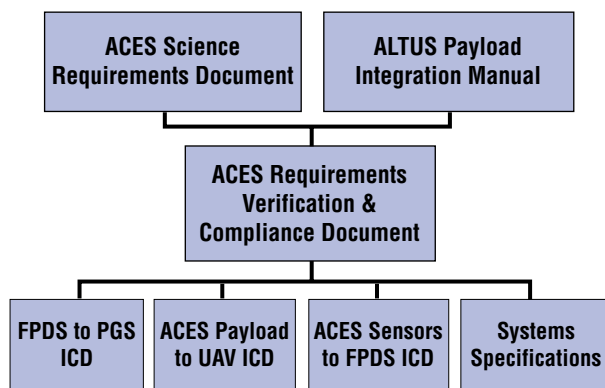 ACES Science
Requirements Document
ALTUS Payload
Integration Manual
ACES Requirements
Verification &
Compliance Document
FPDS to PGS
ICD
ACES Payload
to UAV ICD
ACES Sensors
to FPDS ICD
Systems
Specifications